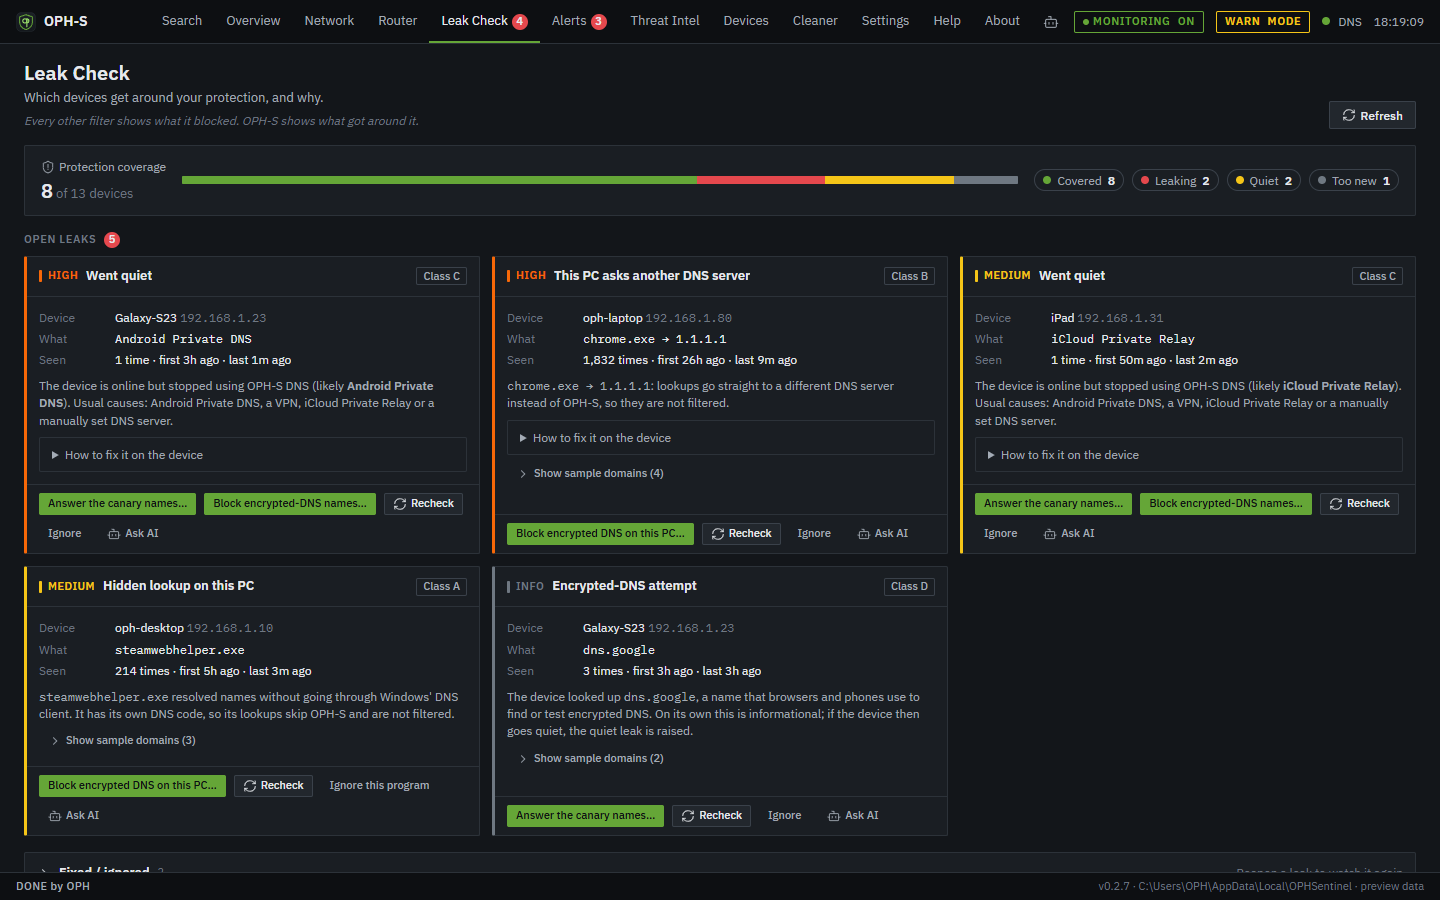 OPH-S
Search Overview Network Router Leak Check 4 Alerts 3 Threat Intel Devices Cleaner Settings Help About
MONITORING ON
WARN MODE
DNS 18:19:09
Leak Check
Which devices get around your protection, and why.
Every other filter shows what it blocked. OPH-S shows what got around it.
Refresh
Protection coverage
8 of 13 devices
Covered 8 Leaking 2 Quiet 2 Too new 1
OPEN LEAKS 5
HIGH Went quiet Class C
Device Galaxy-S23 192.168.1.23
What Android Private DNS
Seen 1 time · first 3h ago · last 1m ago
The device is online but stopped using OPH-S DNS (likely Android Private
DNS). Usual causes: Android Private DNS, a VPN, iCloud Private Relay or a
manually set DNS server.
▶ How to fix it on the device
Answer the canary names... Block encrypted-DNS names... Recheck
Ignore Ask AI
HIGH This PC asks another DNS server Class B
Device oph-laptop 192.168.1.80
What chrome.exe → 1.1.1.1
Seen 1,832 times · first 26h ago · last 9m ago
chrome.exe → 1.1.1.1: lookups go straight to a different DNS server
instead of OPH-S, so they are not filtered.
▶ How to fix it on the device
Show sample domains (4)
Block encrypted DNS on this PC... Recheck Ignore Ask AI
MEDIUM Went quiet Class C
Device iPad 192.168.1.31
What iCloud Private Relay
Seen 1 time · first 50m ago · last 2m ago
The device is online but stopped using OPH-S DNS (likely iCloud Private Relay).
Usual causes: Android Private DNS, a VPN, iCloud Private Relay or a manually
set DNS server.
▶ How to fix it on the device
Answer the canary names... Block encrypted-DNS names... Recheck
Ignore Ask AI
MEDIUM Hidden lookup on this PC Class A
Device oph-desktop 192.168.1.10
What steamwebhelper.exe
Seen 214 times · first 5h ago · last 3m ago
steamwebhelper.exe resolved names without going through Windows' DNS
client. It has its own DNS code, so its lookups skip OPH-S and are not filtered.
Show sample domains (3)
Block encrypted DNS on this PC... Recheck Ignore this program
Ask AI
INFO Encrypted-DNS attempt Class D
Device Galaxy-S23 192.168.1.23
What dns.google
Seen 3 times · first 3h ago · last 3h ago
The device looked up dns.google, a name that browsers and phones use to
find or test encrypted DNS. On its own this is informational; if the device then
goes quiet, the quiet leak is raised.
Show sample domains (2)
Answer the canary names... Recheck Ignore Ask AI
Fixed / ignored
DONE by OPH
v0.2.7 · C:\Users\OPH\AppData\Local\OPHSentinel · preview data